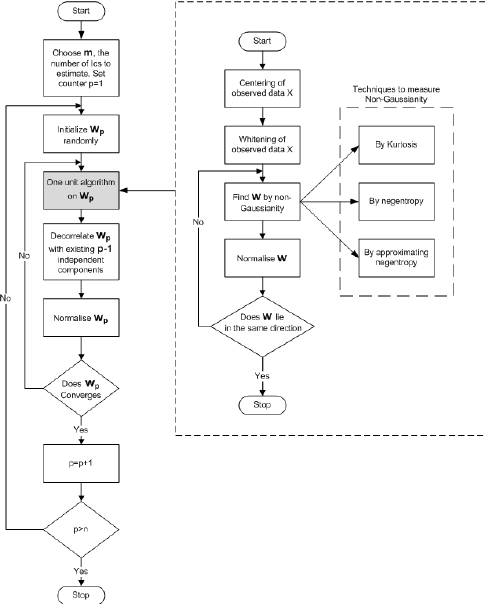 Start
Choose m, the
number of Ics to
estimate. Set
counter p=1
Initialize Wp
randomly
One unit algorithm
on Wp
Decorrelate Wp
with existing p-1
independent
components
Normalise Wp
Does Wp
Converges
Yes
No
p=p+1
p>n
No
Yes
Stop
Start
Centering of
observed data X
Whitening of
observed data X
Find W by non-
Gaussianity
Normalise W
Does W lie
in the same direction
No
Yes
Stop
Techniques to measure
Non-Gaussianity
By Kurtosis
By negentropy
By approximating
negentropy